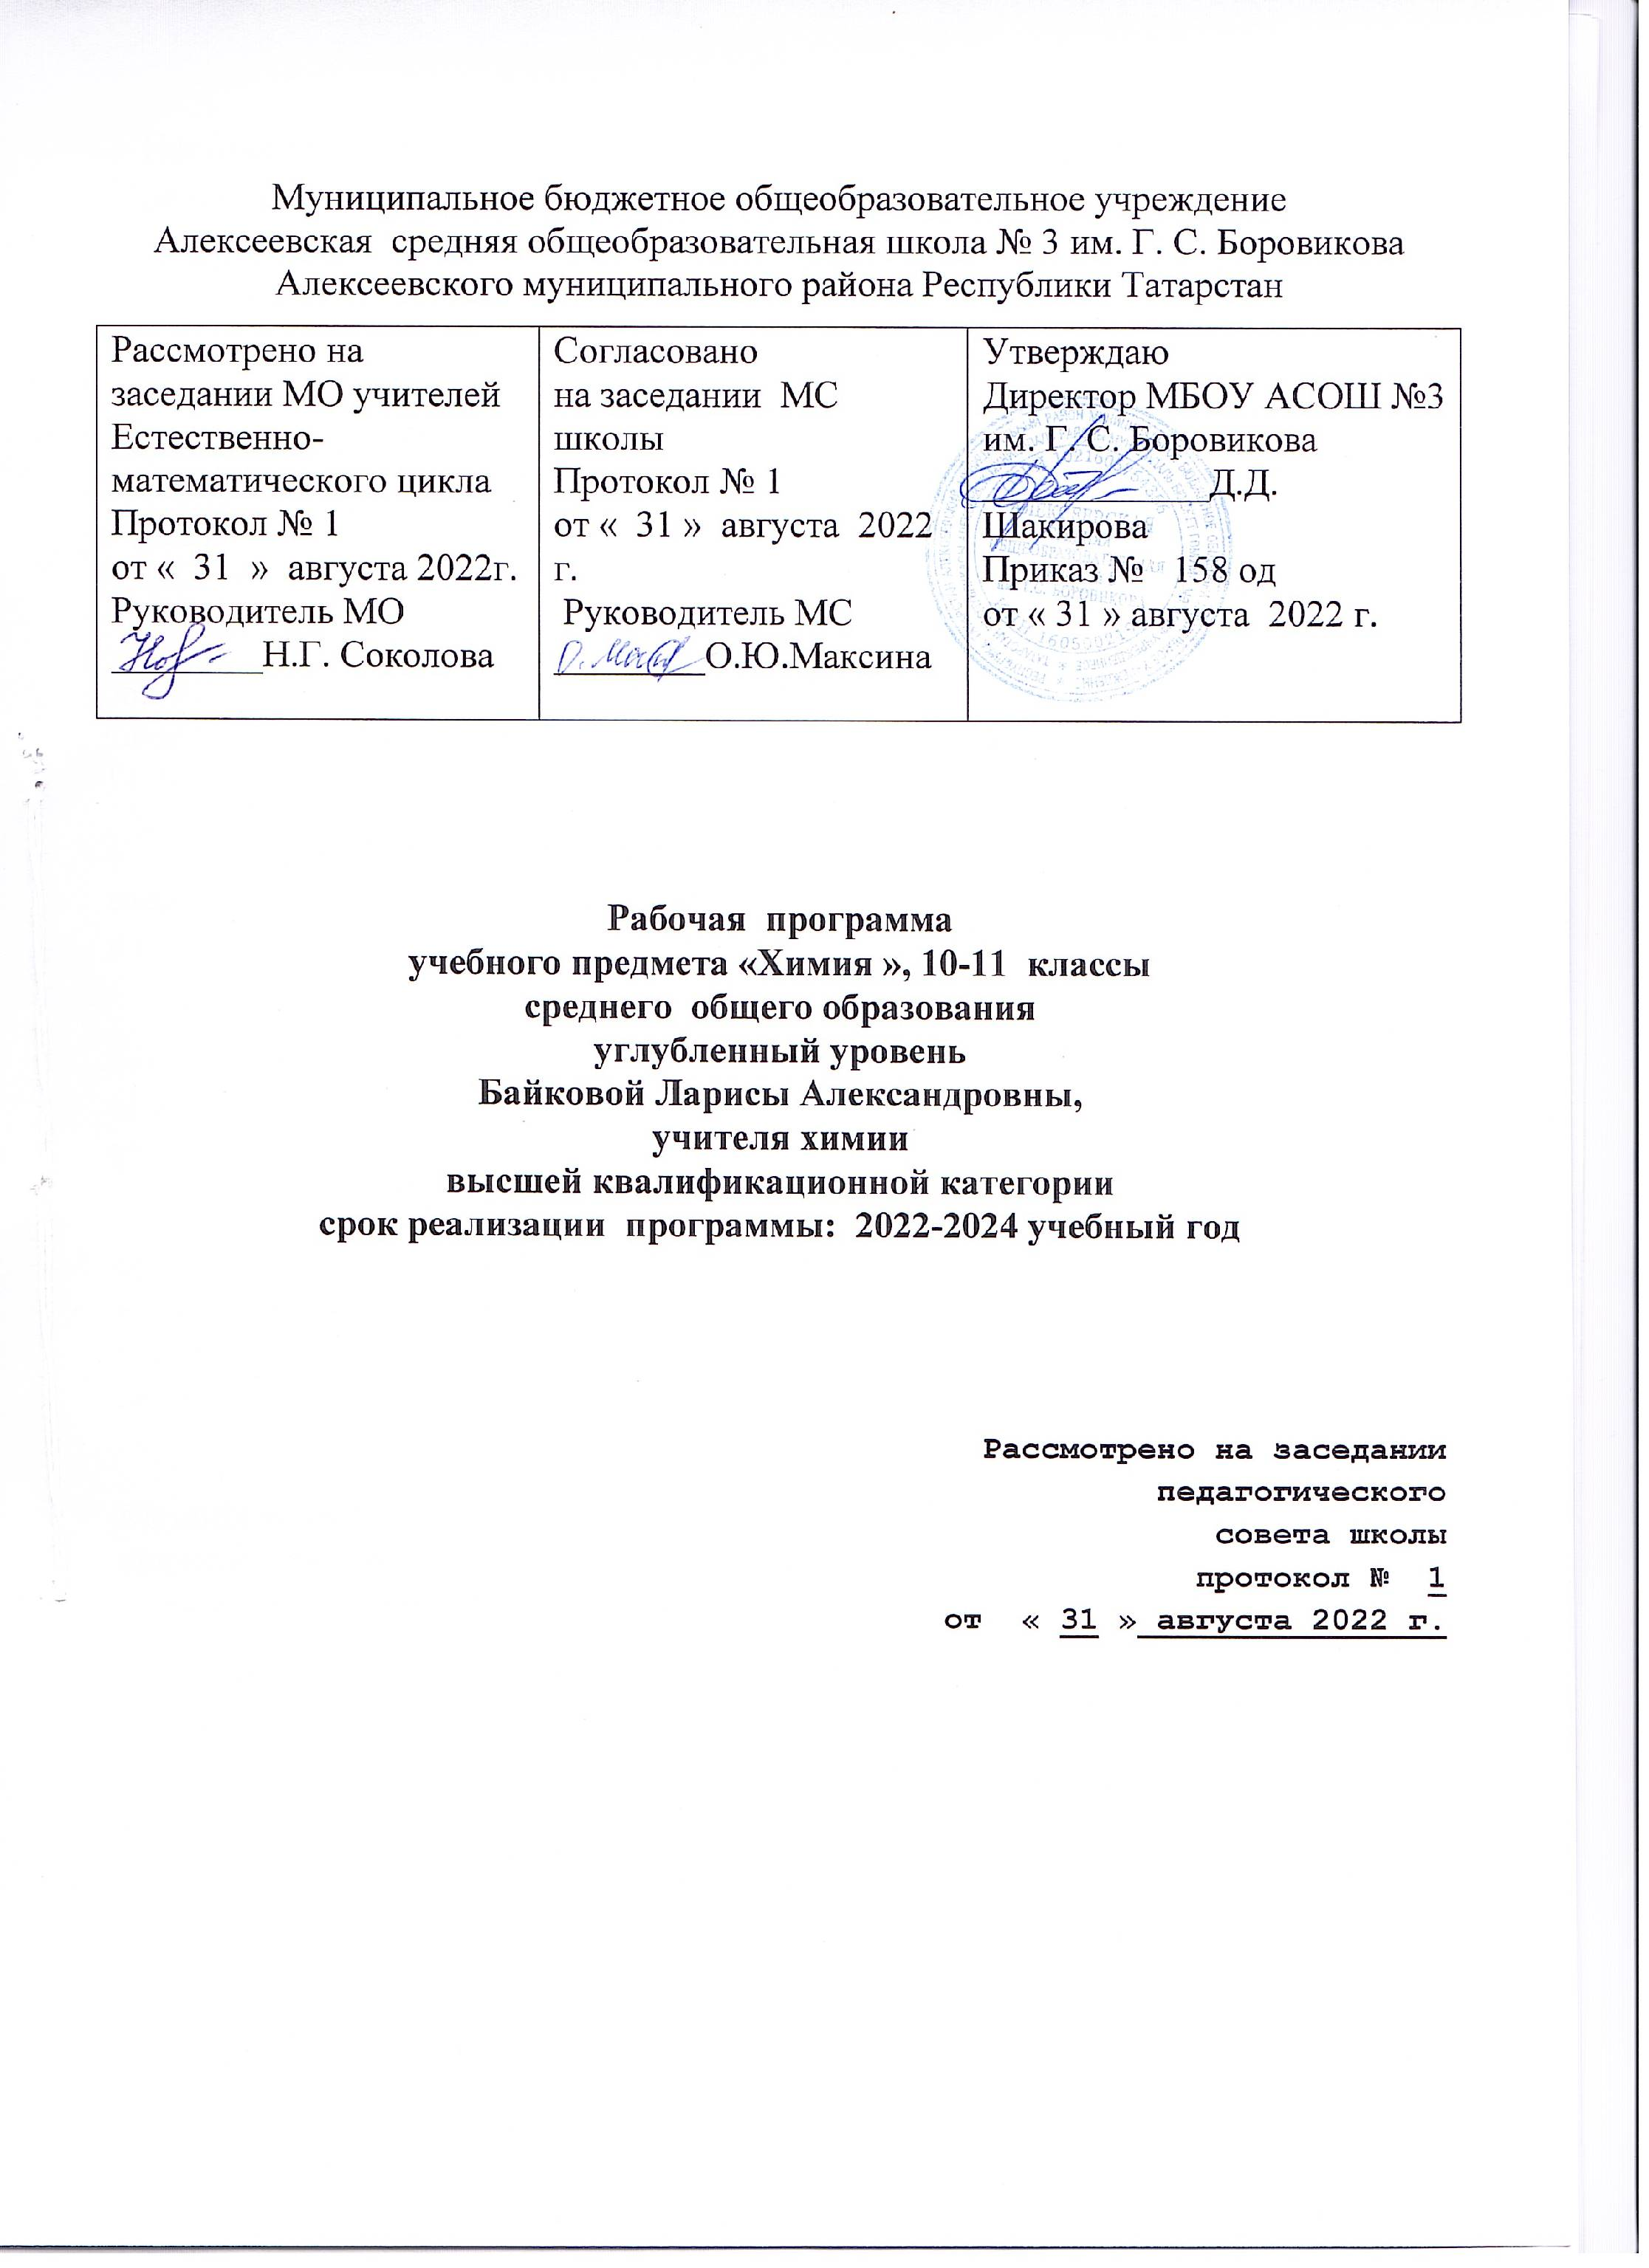 Муниципальное бюджетное общеобразовательное учреждение
Алексеевская средняя общеобразовательная школа № 3 им. Г. С. Боровикова
Алексеевского муниципального района Республики Татарстан
Рассмотрено на
заседании МО учителей
Естественно-
математического цикла
Протокол № 1
от « 31 » августа 2022г.
Руководитель МО
__________Н.Г. Соколова
Согласовано
на заседании МС
школы
Протокол № 1
от « 31 » августа 2022
г.
Руководитель МС
__________О.Ю.Максина
Утверждаю
Директор МБОУ АСОШ №3
им. Г. С. Боровикова
_______________Д.Д.
Шакирова
Приказ № 158 од
от « 31 » августа 2022 г.
Рабочая программа
учебного предмета «Химия », 10-11 классы
среднего общего образования
углубленный уровень
Байковой Ларисы Александровны,
учителя химии
высшей квалификационной категории
срок реализации программы: 2022-2024 учебный год
Рассмотрено на заседании
педагогического
совета школы
протокол № 1
от « 31 » августа 2022 г.